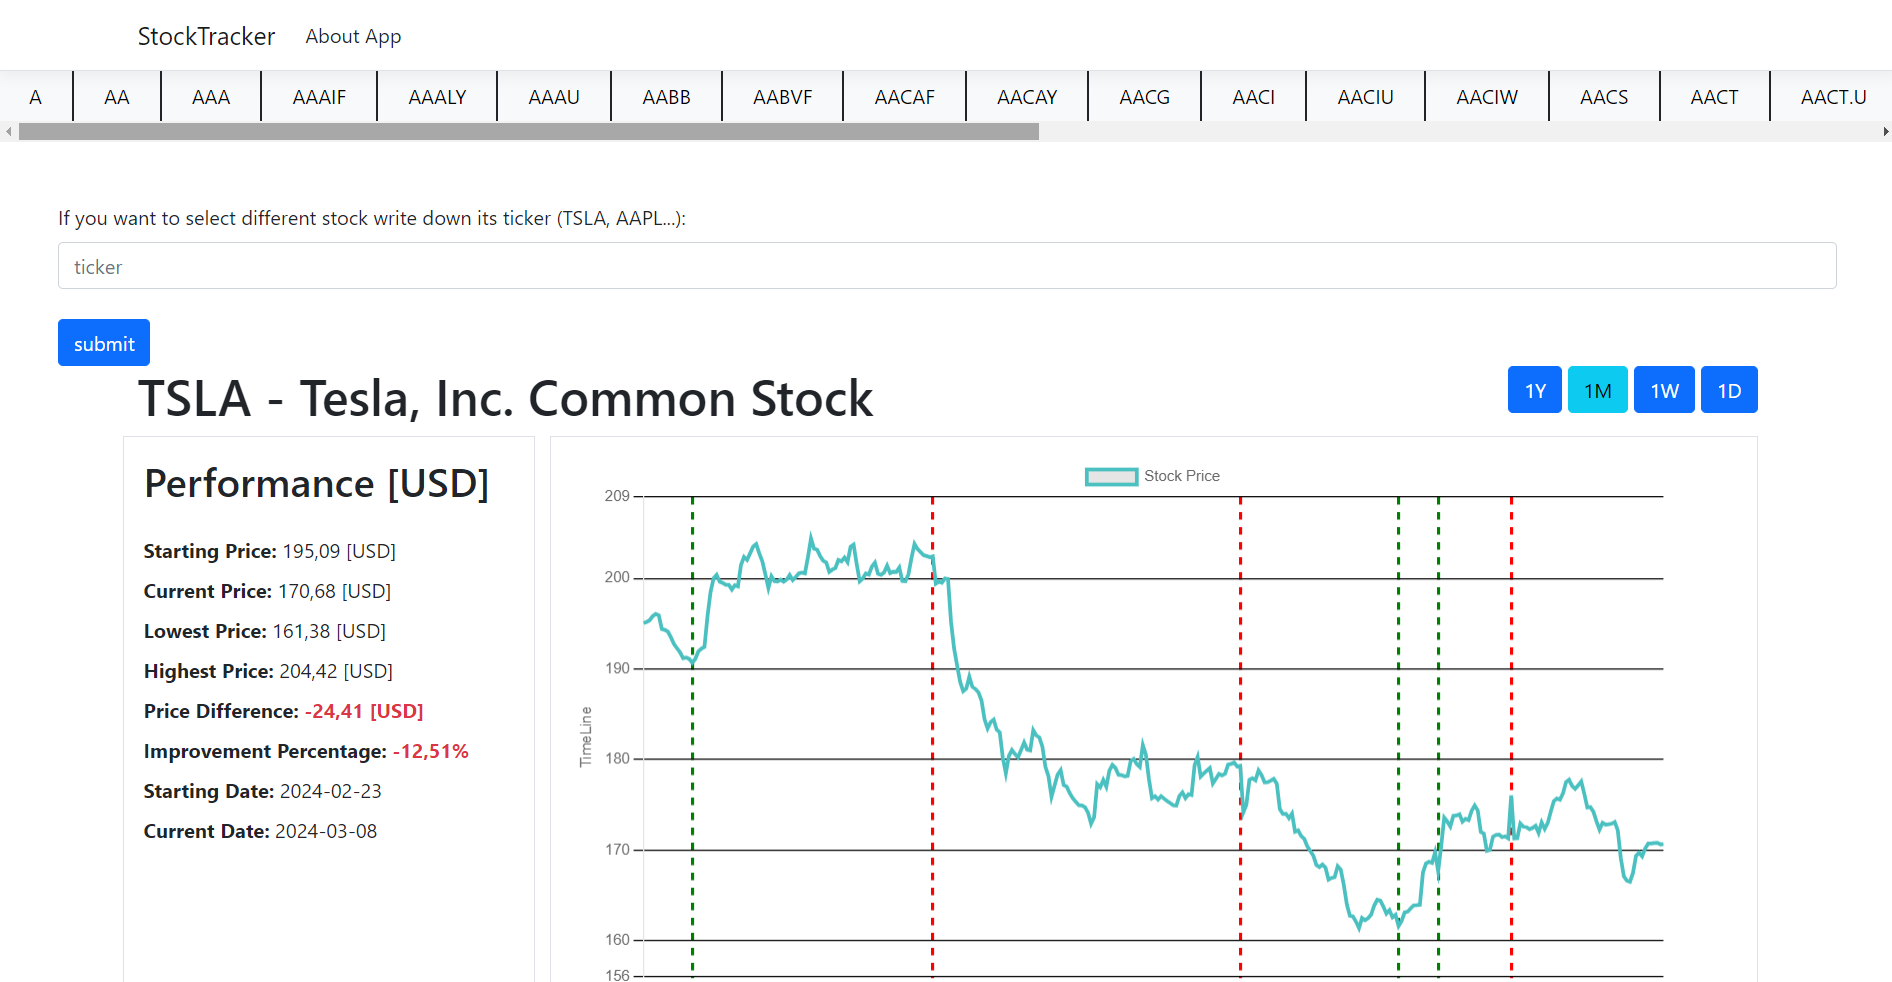 StockTracker About App
A AA AAA AAAIF AAALY AAAU AABB AABVF AACAF AACAY AACG AACI AACIU AACIW AACS AACT AACT.U
If you want to select different stock write down its ticker (TSLA, AAPL...):
ticker
submit
TSLA - Tesla, Inc. Common Stock
1Y 1M 1W 1D
Performance [USD]
Starting Price: 195,09 [USD]
Current Price: 170,68 [USD]
Lowest Price: 161,38 [USD]
Highest Price: 204,42 [USD]
Price Difference: -24,41 [USD]
Improvement Percentage: -12,51%
Starting Date: 2024-02-23
Current Date: 2024-03-08
Stock Price
209
200
190
180
170
160
156
TimeLine